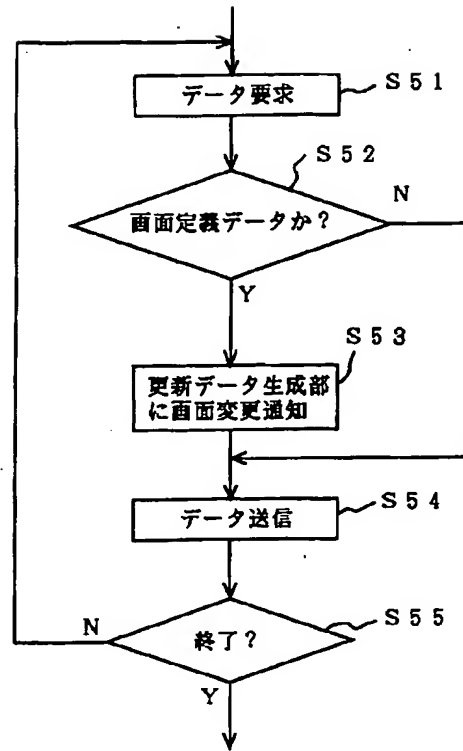 データ要求
S51
S52
画面定義データか?
N
Y
S53
更新データ生成部
に画面変更通知
データ送信
S54
S55
N
終了?
Y